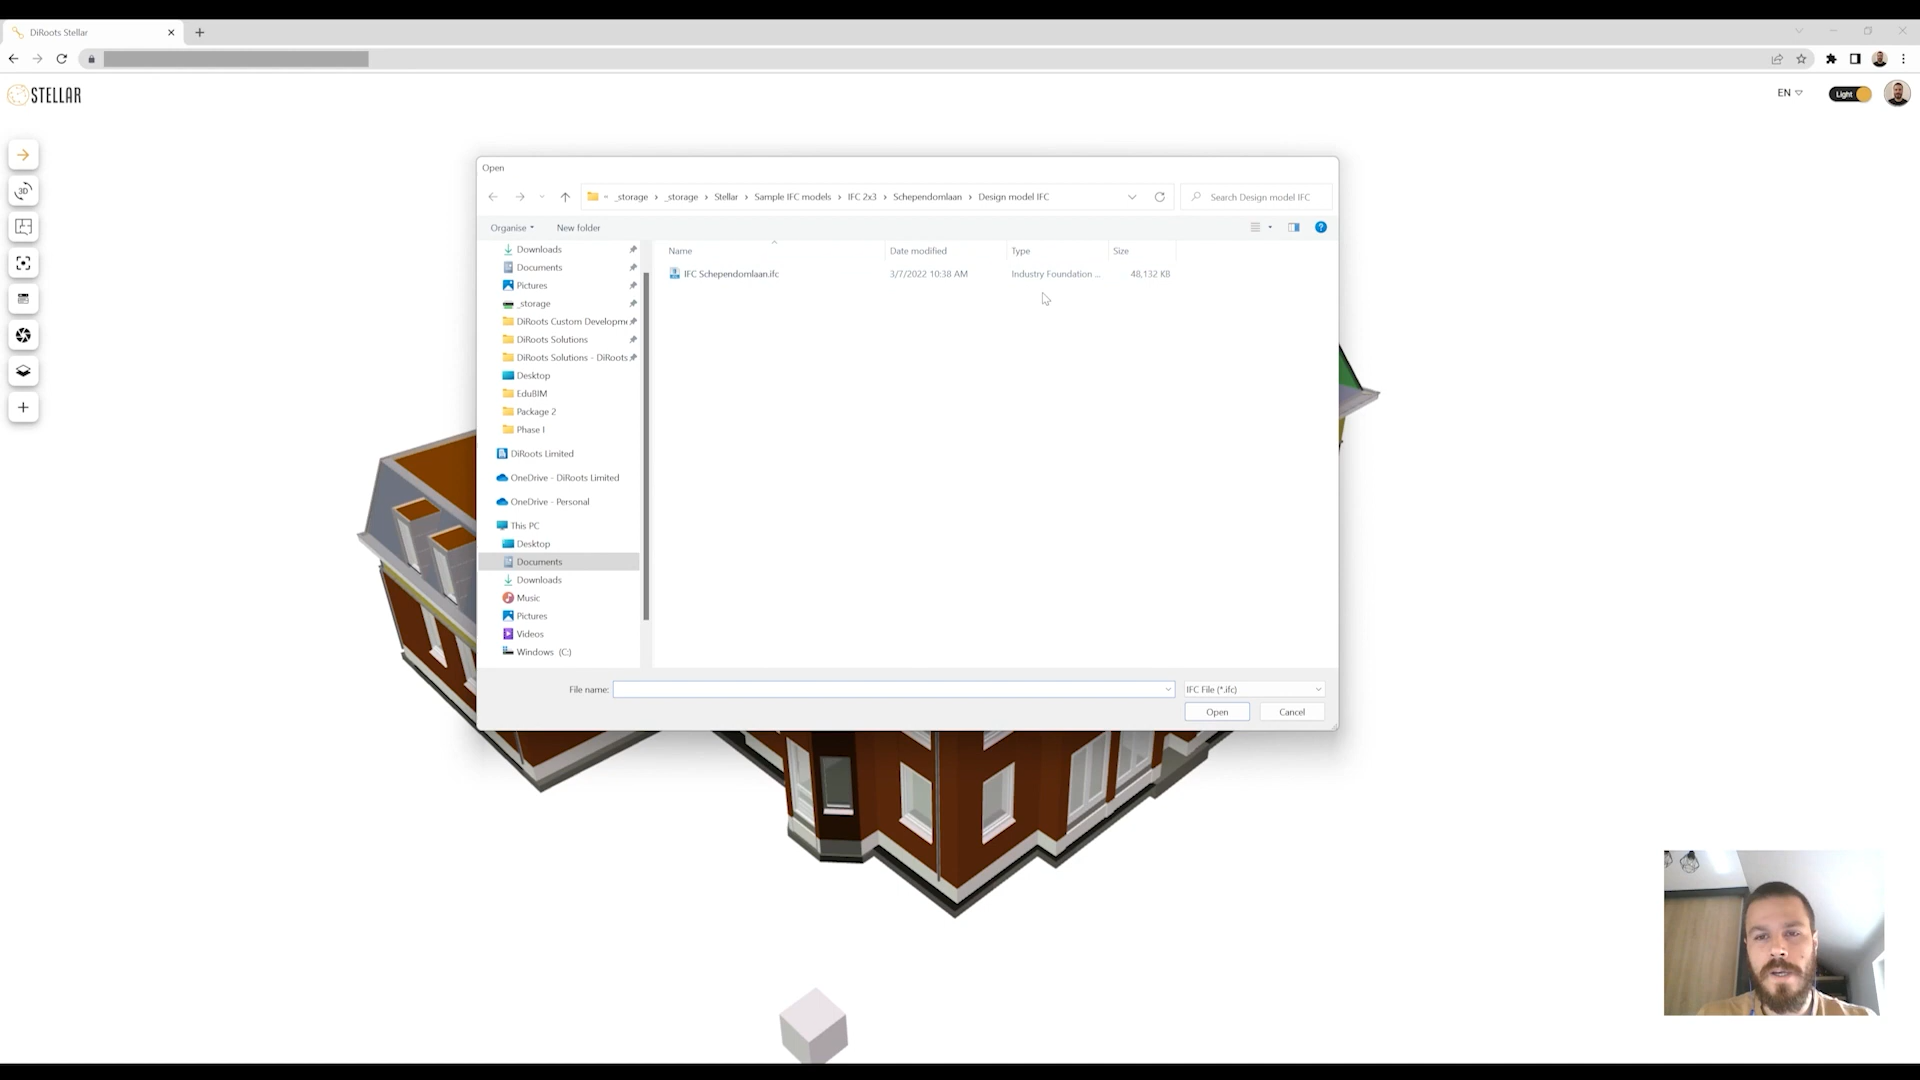 DiRoots Stellar
STELLAR
EN
Light
3D
Open
« _storage › _storage › Stellar › Sample IFC models › IFC 2x3 › Schependomlaan › Design model IFC
Search Design model IFC
Organise
New folder
Name
Date modified
Type
Size
IFC Schependomlaan.ifc
3/7/2022 10:38 AM
Industry Foundation ...
48,132 KB
Downloads
Documents
Pictures
_storage
DiRoots Custom Developme
DiRoots Solutions
DiRoots Solutions - DiRoots
Desktop
EduBIM
Package 2
Phase I
DiRoots Limited
OneDrive - DiRoots Limited
OneDrive - Personal
This PC
Desktop
Documents
Downloads
Music
Pictures
Videos
Windows (C:)
File name:
IFC File (*.ifc)
Open
Cancel